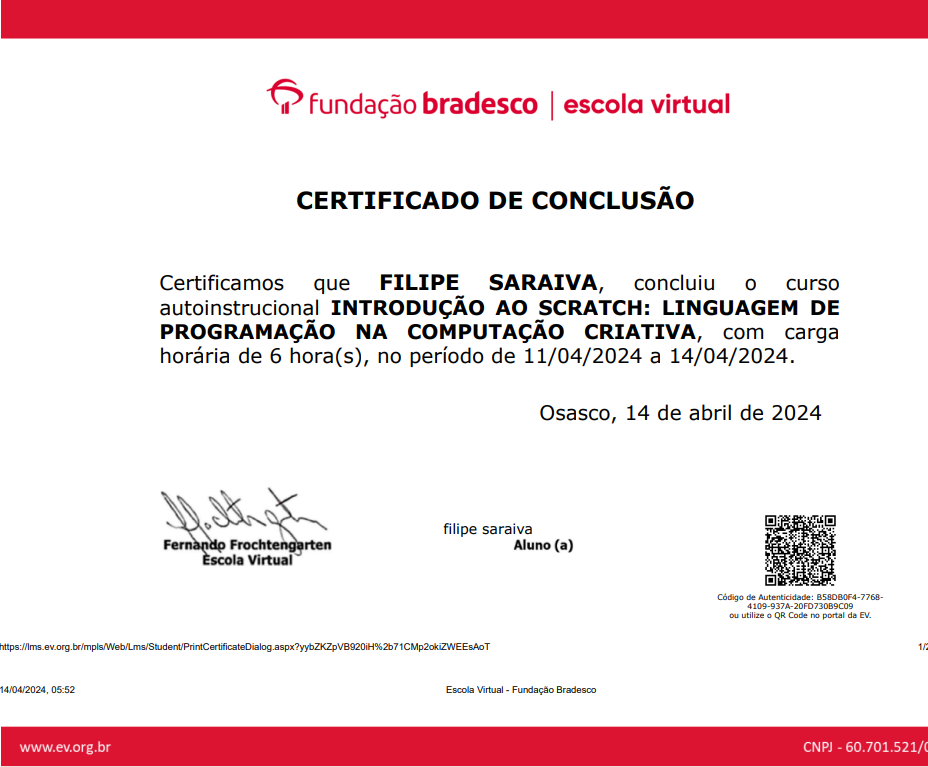 fundação bradesco | escola virtual
CERTIFICADO DE CONCLUSÃO
Certificamos que FILIPE SARAIVA, concluiu o curso
autoinstrucional INTRODUÇÃO AO SCRATCH: LINGUAGEM DE
PROGRAMAÇÃO NA COMPUTAÇÃO CRIATIVA, com carga
horária de 6 hora(s), no período de 11/04/2024 a 14/04/2024.
Osasco, 14 de abril de 2024
Fernando Frochtengarten
Escola Virtual
filipe saraiva
Aluno (a)
Código de Autenticidade: B58DB0F4-7768-
4109-937A-20FD730B9C09
ou utilize o QR Code no portal da EV.
https://lms.ev.org.br/mpls/Web/Lms/Student/PrintCertificateDialog.aspx?yybZKZpVB920iH%2b71CMp2okiZWEEsAoT
1/2
14/04/2024, 05:52
Escola Virtual - Fundação Bradesco
www.ev.org.br
CNPJ - 60.701.521/0